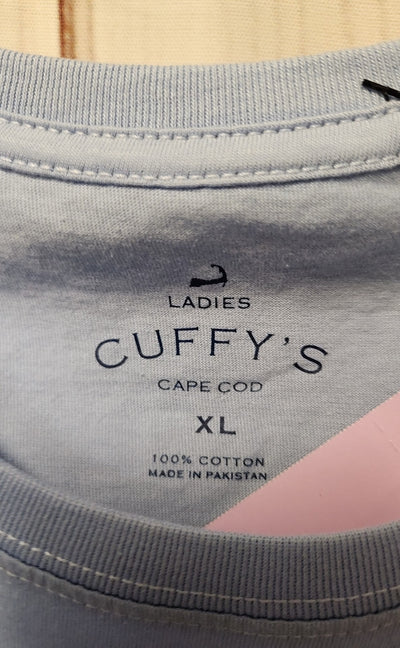 LADIES
CUFFY'S
CAPE COD
XL
100% COTTON
MADE IN PAKISTAN